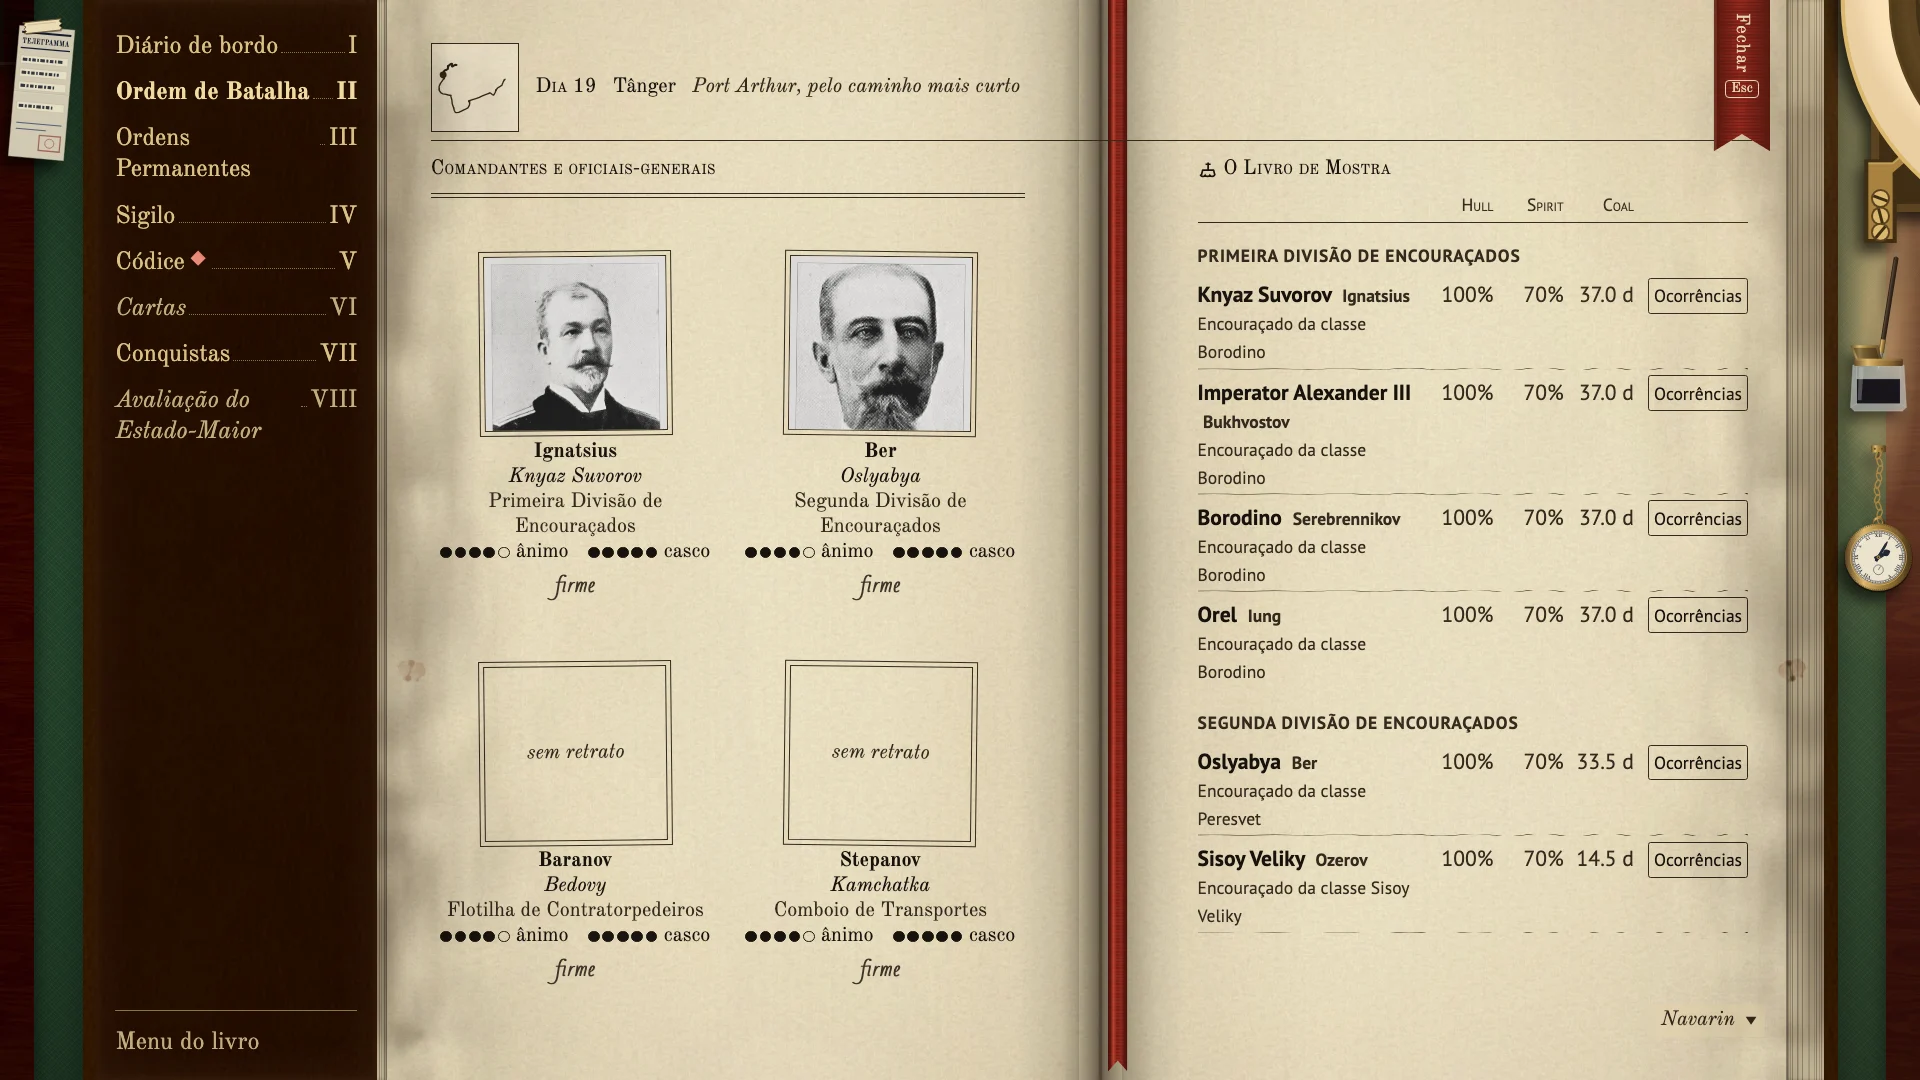 ТЕЛЕГРАММА
Diário de bordo I
Ordem de Batalha II
Ordens Permanentes III
Sigilo IV
Códice V
Cartas VI
Conquistas VII
Avaliação do Estado-Maior VIII
Menu do livro
Dia 19 Tânger Port Arthur, pelo caminho mais curto
Comandantes e oficiais-generais
Ignatsius
Knyaz Suvorov
Primeira Divisão de
Encouraçados
ânimo casco
firme
Ber
Oslyabya
Segunda Divisão de
Encouraçados
ânimo casco
firme
sem retrato
Baranov
Bedovy
Flotilha de Contratorpedeiros
ânimo casco
firme
sem retrato
Stepanov
Kamchatka
Comboio de Transportes
ânimo casco
firme
O Livro de Mostra
Hull Spirit Coal
PRIMEIRA DIVISÃO DE ENCOURAÇADOS
Knyaz Suvorov Ignatsius 100% 70% 37.0 d Ocorrências
Encouraçado da classe
Borodino
Imperator Alexander III 100% 70% 37.0 d Ocorrências
Bukhvostov
Encouraçado da classe
Borodino
Borodino Serebrennikov 100% 70% 37.0 d Ocorrências
Encouraçado da classe
Borodino
Orel Iung 100% 70% 37.0 d Ocorrências
Encouraçado da classe
Borodino
SEGUNDA DIVISÃO DE ENCOURAÇADOS
Oslyabya Ber 100% 70% 33.5 d Ocorrências
Encouraçado da classe
Peresvet
Sisoy Veliky Ozerov 100% 70% 14.5 d Ocorrências
Encouraçado da classe Sisoy
Veliky
Navarin ▼
Fechar
Esc